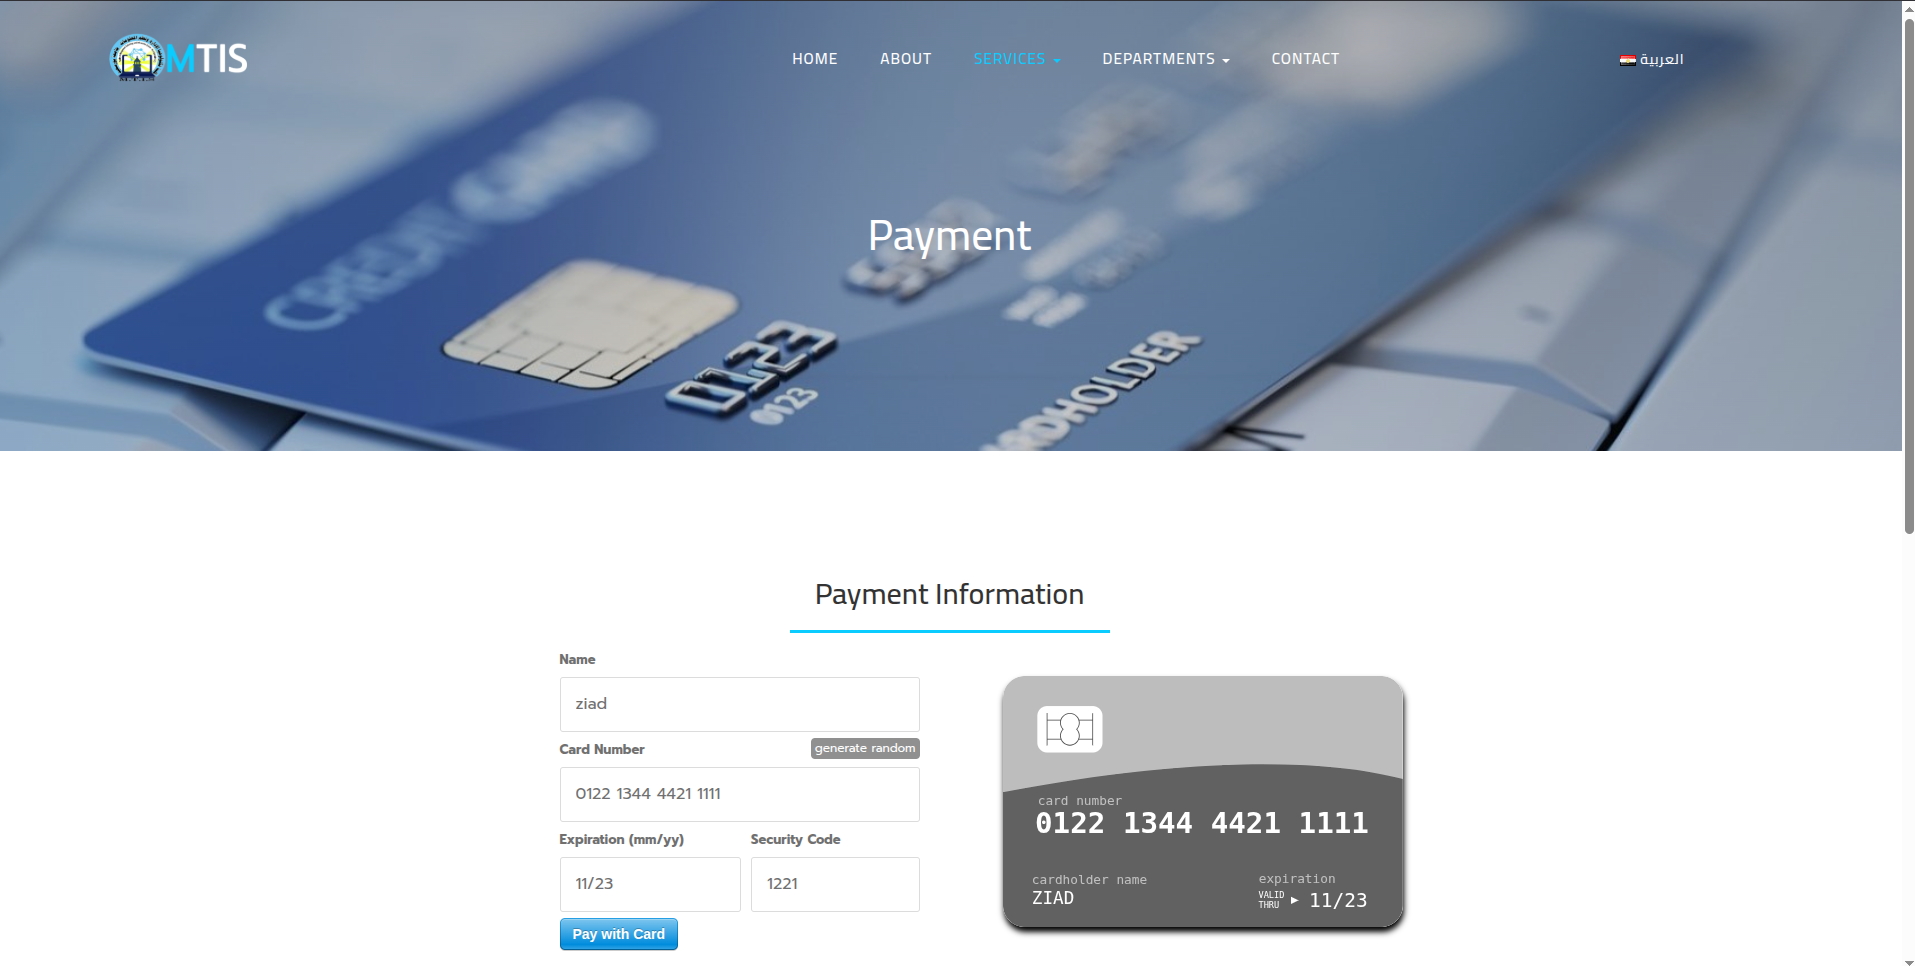 MTIS
HOME ABOUT SERVICES DEPARTMENTS CONTACT العربية
CREDIT CARD
Payment
0123
0123
CARDHOLDER
Payment Information
Name
ziad
Card Number generate random
0122 1344 4421 1111
Expiration (mm/yy) Security Code
11/23 1221
Pay with Card
card number
0122 1344 4421 1111
cardholder name expiration
ZIAD VALID THRU 11/23